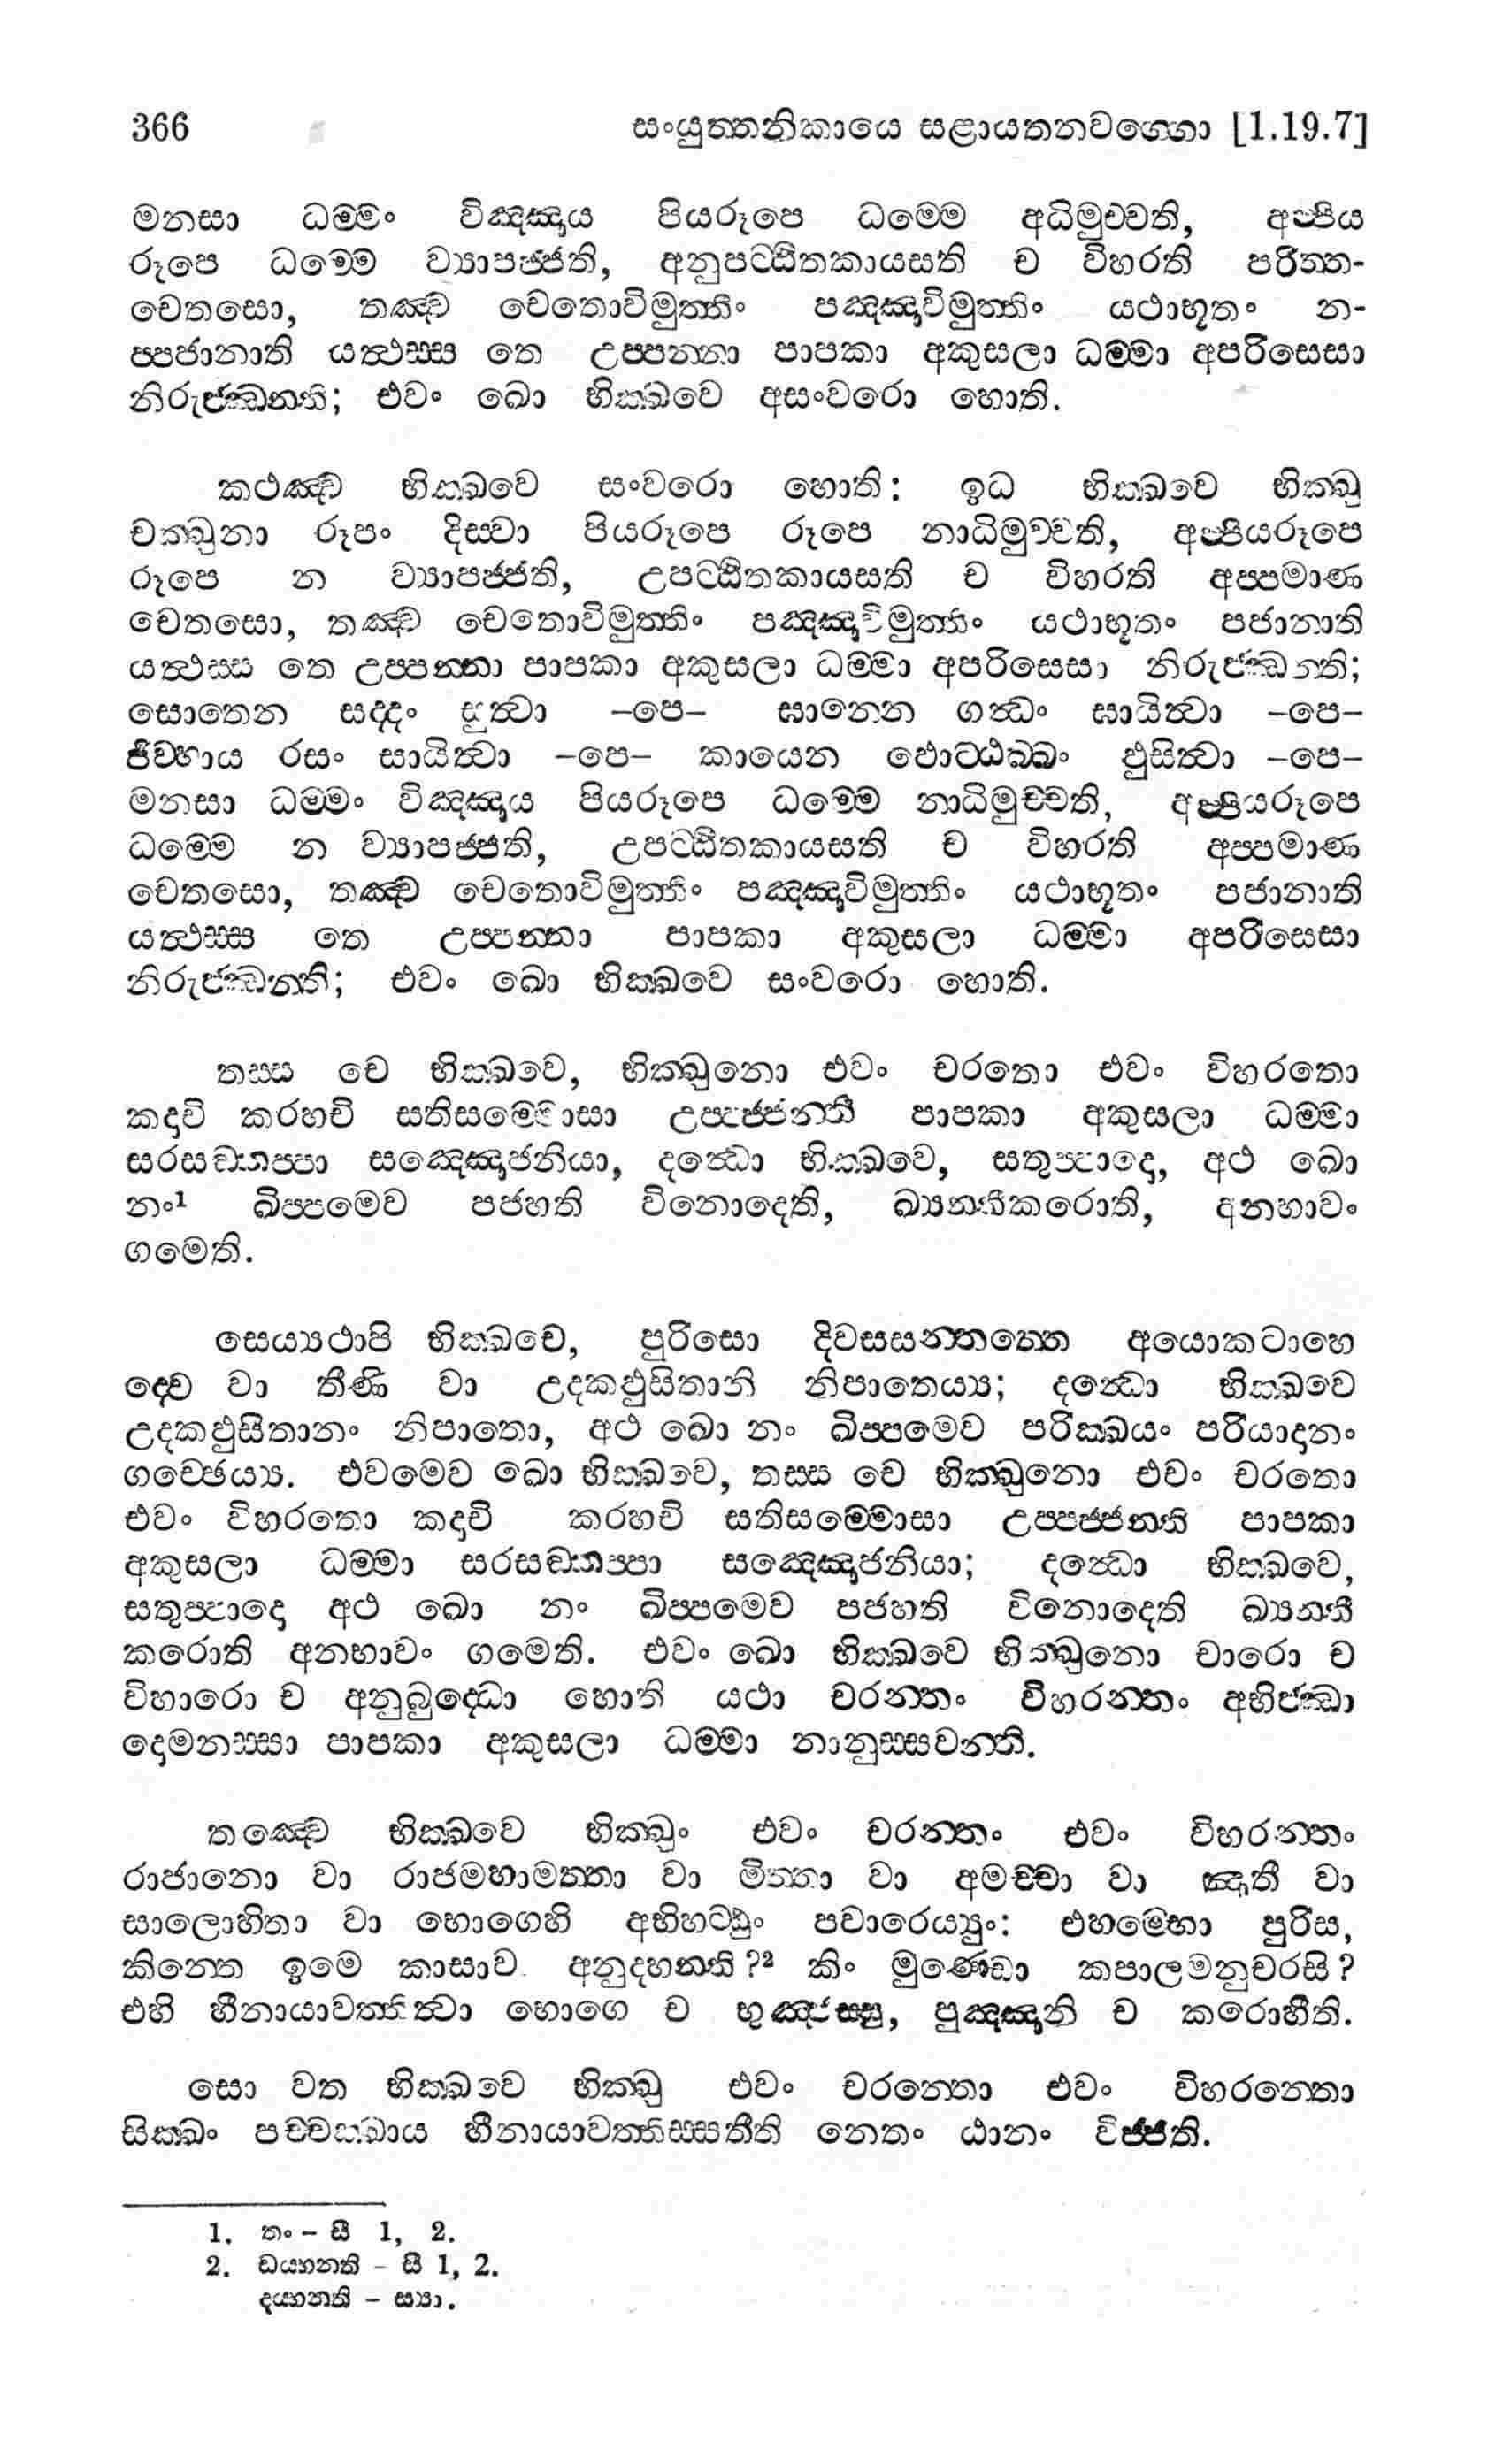 366 සංයුත්තනිකායෙ සළායතනවග්ගො [1.19.7]
මනසා ධම්මං විඤ්ඤාය පියරූපෙ ධම්මෙ අධිමුච්චති, අප්පිය
රූපෙ ධම්මෙ ව්‍යාපජ්ජති, අනුපට්ඨිතකායසති ච විහරති පරිත්ත-
චෙතසො, තඤ්ච චෙතොවිමුත්තිං පඤ්ඤාවිමුත්තිං යථාභූතං න-
ප්පජානාති යත්ථස්ස තෙ උප්පන්නා පාපකා අකුසලා ධම්මා අපරිසෙසා
නිරුජ්ඣන්ති; එවං ඛො භික්ඛවෙ අසංවරො හොති.
කථඤ්ච භික්ඛවෙ සංවරො හොති: ඉධ භික්ඛවෙ භික්ඛු
චක්ඛුනා රූපං දිස්වා පියරූපෙ රූපෙ නාධිමුච්චති, අප්පියරූපෙ
රූපෙ න ව්‍යාපජ්ජති, උපට්ඨිතකායසති ච විහරති අප්පමාණ
චෙතසො, තඤ්ච චෙතොවිමුත්තිං පඤ්ඤාවිමුත්තිං යථාභූතං පජානාති
යත්ථස්ස තෙ උප්පන්නා පාපකා අකුසලා ධම්මා අපරිසෙසා නිරුජ්ඣන්ති;
සොතෙන සද්දං සුත්වා –පෙ– ඝානෙන ගන්ධං ඝායිත්වා –පෙ–
ජිව්හාය රසං සායිත්වා –පෙ– කායෙන ඵොට්ඨබ්බං ඵුසිත්වා –පෙ–
මනසා ධම්මං විඤ්ඤාය පියරූපෙ ධම්මෙ නාධිමුච්චති, අප්පියරූපෙ
ධම්මෙ න ව්‍යාපජ්ජති, උපට්ඨිතකායසති ච විහරති අප්පමාණ
චෙතසො, තඤ්ච චෙතොවිමුත්තිං පඤ්ඤාවිමුත්තිං යථාභූතං පජානාති
යත්ථස්ස තෙ උප්පන්නා පාපකා අකුසලා ධම්මා අපරිසෙසා
නිරුජ්ඣන්ති; එවං ඛො භික්ඛවෙ සංවරො හොති.
තස්ස චෙ භික්ඛවෙ, භික්ඛුනො එවං චරතො එවං විහරතො
කදාචි කරහචි සතිසම්මොසා උප්පජ්ජන්ති පාපකා අකුසලා ධම්මා
සරසඞ්කප්පා සඤ්ඤොජනියා, දන්ධො භික්ඛවෙ, සතුප්පාදො, අථ ඛො
නං¹ ඛිප්පමෙව පජහති විනොදෙති, ඛ්‍යන්තීකරොති, අනභාවං
ගමෙති.
සෙය්‍යථාපි භික්ඛවෙ, පුරිසො දිවසසන්තත්තෙ අයොකටාහෙ
ද්වෙ වා තීණි වා උදකඵුසිතානි නිපාතෙය්‍ය; දන්ධො භික්ඛවෙ
උදකඵුසිතානං නිපාතො, අථ ඛො නං ඛිප්පමෙව පරික්ඛයං පරියාදානං
ගච්ඡෙය්‍ය. එවමෙව ඛො භික්ඛවෙ, තස්ස චෙ භික්ඛුනො එවං චරතො
එවං විහරතො කදාචි කරහචි සතිසම්මොසා උප්පජ්ජන්ති පාපකා
අකුසලා ධම්මා සරසඞ්කප්පා සඤ්ඤොජනියා; දන්ධො භික්ඛවෙ,
සතුප්පාදො අථ ඛො නං ඛිප්පමෙව පජහති විනොදෙති ඛ්‍යන්තී
කරොති අනභාවං ගමෙති. එවං ඛො භික්ඛවෙ භික්ඛුනො චාරො ච
විහාරො ච අනුබුද්ධො හොති යථා චරන්තං විහරන්තං අභිජ්ඣා
දොමනස්සා පාපකා අකුසලා ධම්මා නානුස්සවන්ති.
තඤ්චෙ භික්ඛවෙ භික්ඛුං එවං චරන්තං එවං විහරන්තං
රාජානො වා රාජමහාමත්තා වා මිත්තා වා අමච්චා වා ඤාතී වා
සාලොහිතා වා භොගෙහි අභිහට්ඨුං පවාරෙය්‍යුං: එහම්භො පුරිස,
කින්තෙ ඉමෙ කාසාව අනුදහන්ති ?² කිං මුණ්ඩො කපාලමනුචරසි ?
එහි හීනායාවත්තිත්වා භොගෙ ච භුඤ්ජස්සු, පුඤ්ඤානි ච කරොහීති.
සො වත භික්ඛවෙ භික්ඛු එවං චරන්තො එවං විහරන්තො
සික්ඛං පච්චක්ඛාය හීනායාවත්තිස්සතීති නෙතං ඨානං විජ්ජති.
1. තං – සී 1, 2.
2. ඩය්හන්ති – සී 1, 2.
දය්හන්ති – ස්‍යා.